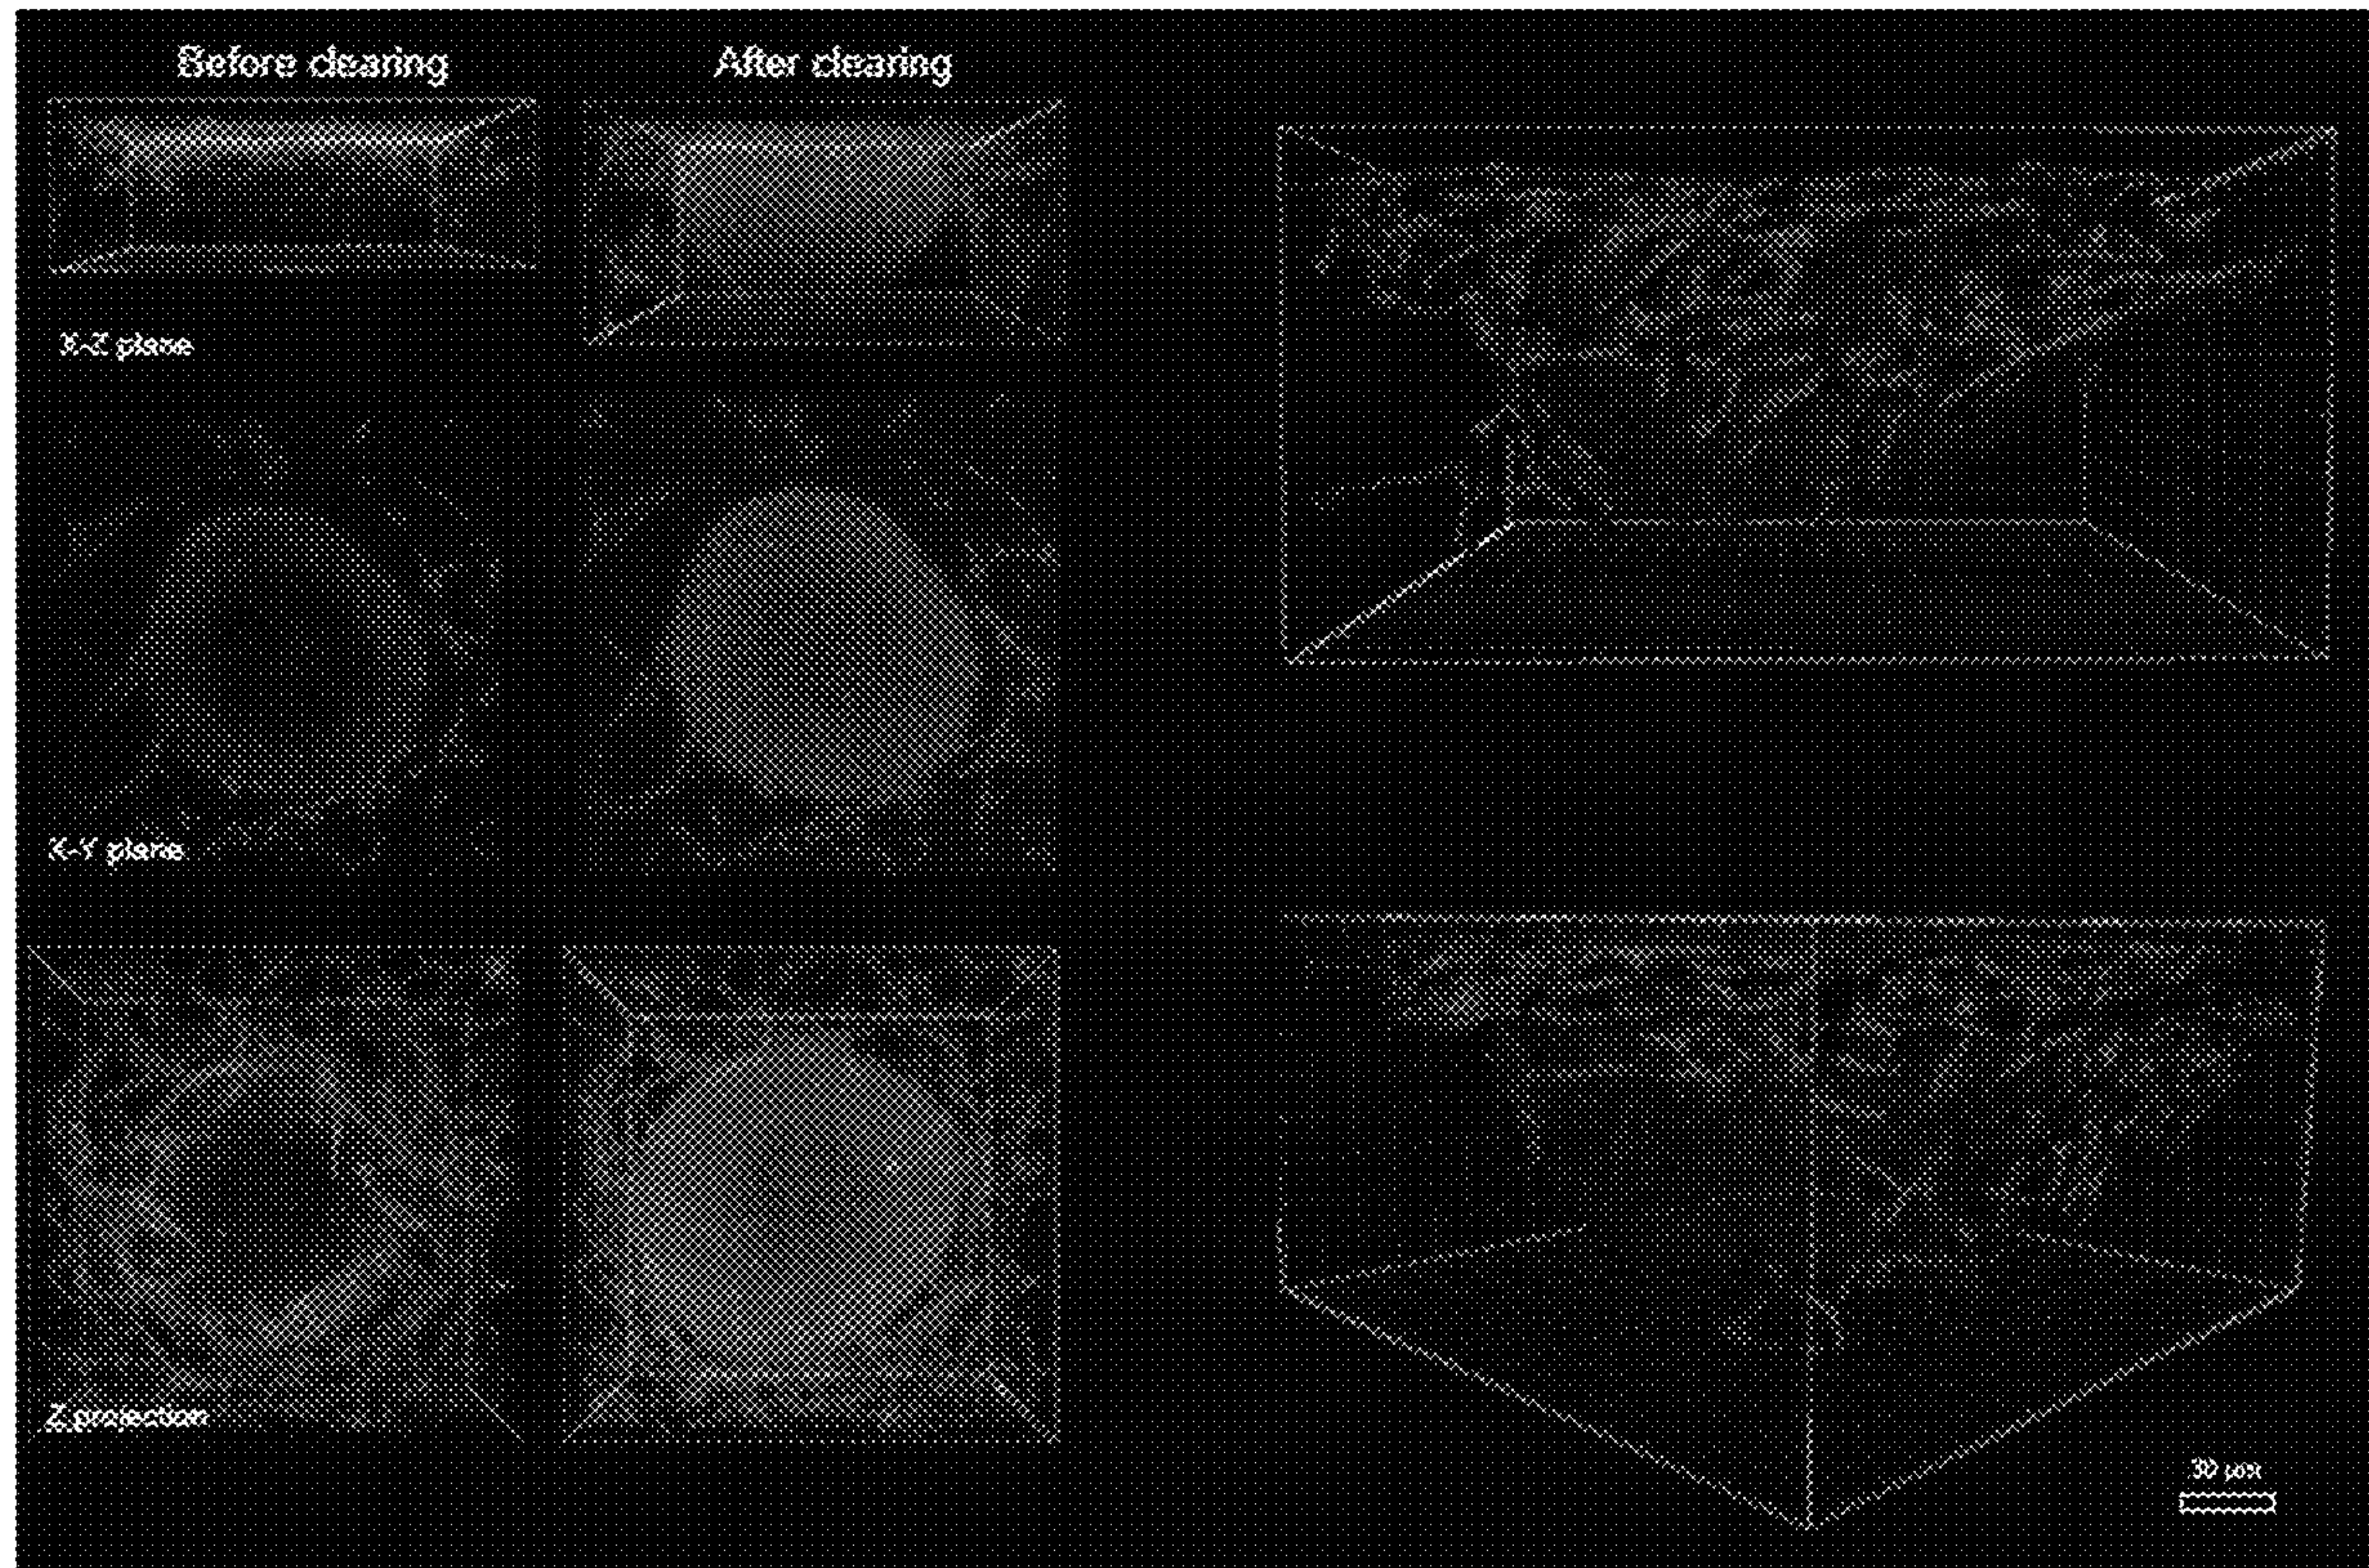 Before clearing
After clearing
X-Z plane
X-Y plane
Z projection
30 µm